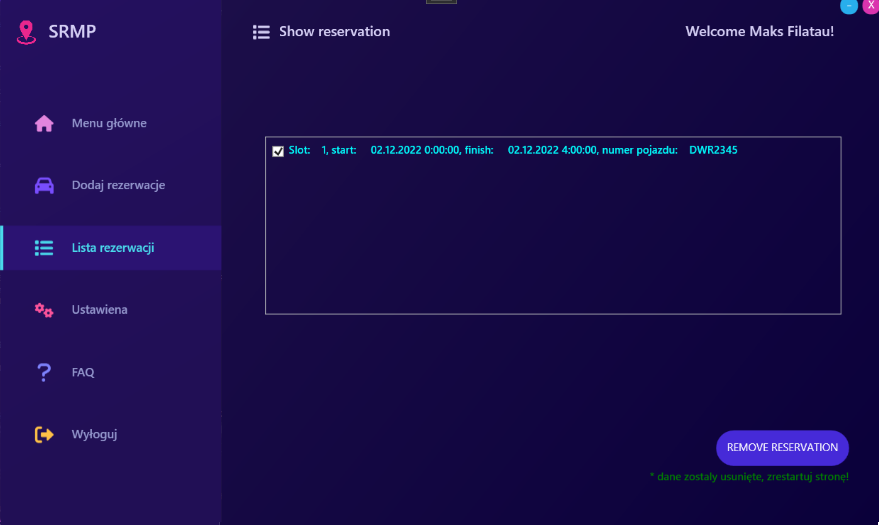 SRMP
Show reservation
Welcome Maks Filatau!
–
X
Menu główne
Dodaj rezerwacje
Lista rezerwacji
Ustawiena
FAQ
Wyłoguj
Slot: 1, start: 02.12.2022 0:00:00, finish: 02.12.2022 4:00:00, numer pojazdu: DWR2345
REMOVE RESERVATION
* dane zostaly usunięte, zrestartuj stronę!